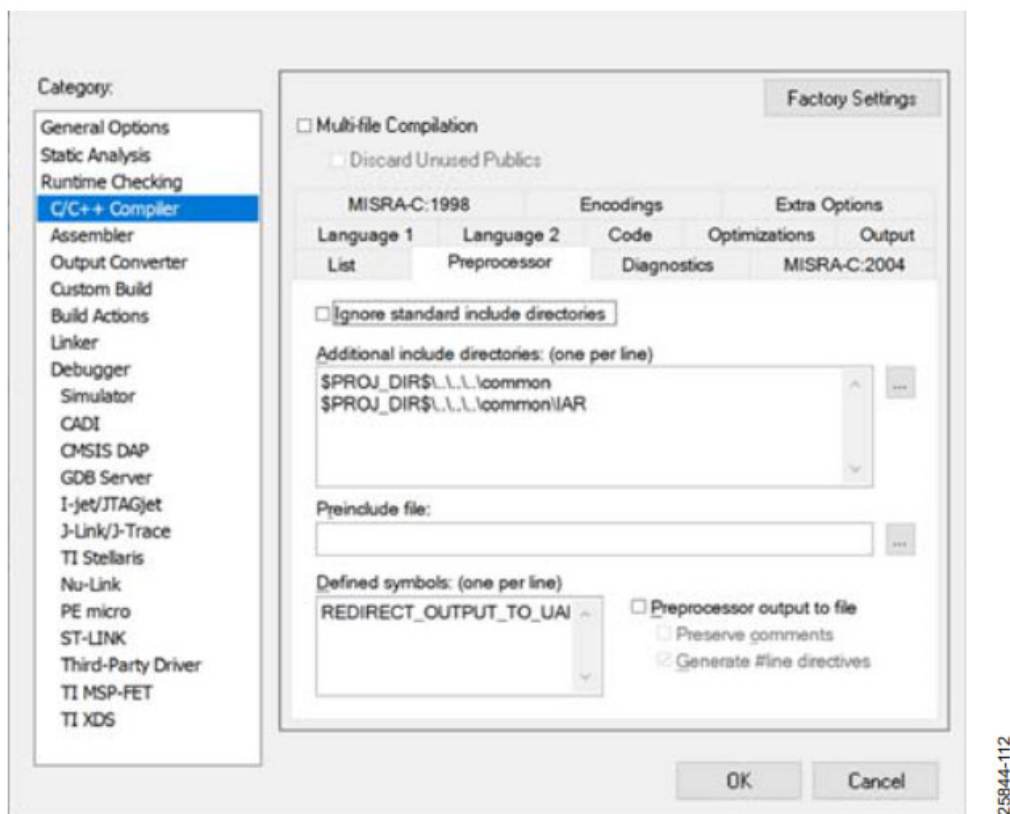 Category:
General Options
Static Analysis
Runtime Checking
C/C++ Compiler
Assembler
Output Converter
Custom Build
Build Actions
Linker
Debugger
Simulator
CADI
CMSIS DAP
GDB Server
I-jet/JTAGjet
J-Link/J-Trace
TI Stellaris
Nu-Link
PE micro
ST-LINK
Third-Party Driver
TI MSP-FET
TI XDS
Factory Settings
Multi-file Compilation
Discard Unused Publics
MISRA-C:1998 Encodings Extra Options
Language 1 Language 2 Code Optimizations Output
List Preprocessor Diagnostics MISRA-C:2004
Ignore standard include directories
Additional include directories: (one per line)
$PROJ_DIR$\..\..\..\common
$PROJ_DIR$\..\..\..\common\IAR
...
Preinclude file:
...
Defined symbols: (one per line)
REDIRECT_OUTPUT_TO_UAI
Preprocessor output to file
Preserve comments
Generate #line directives
OK Cancel
25844-112